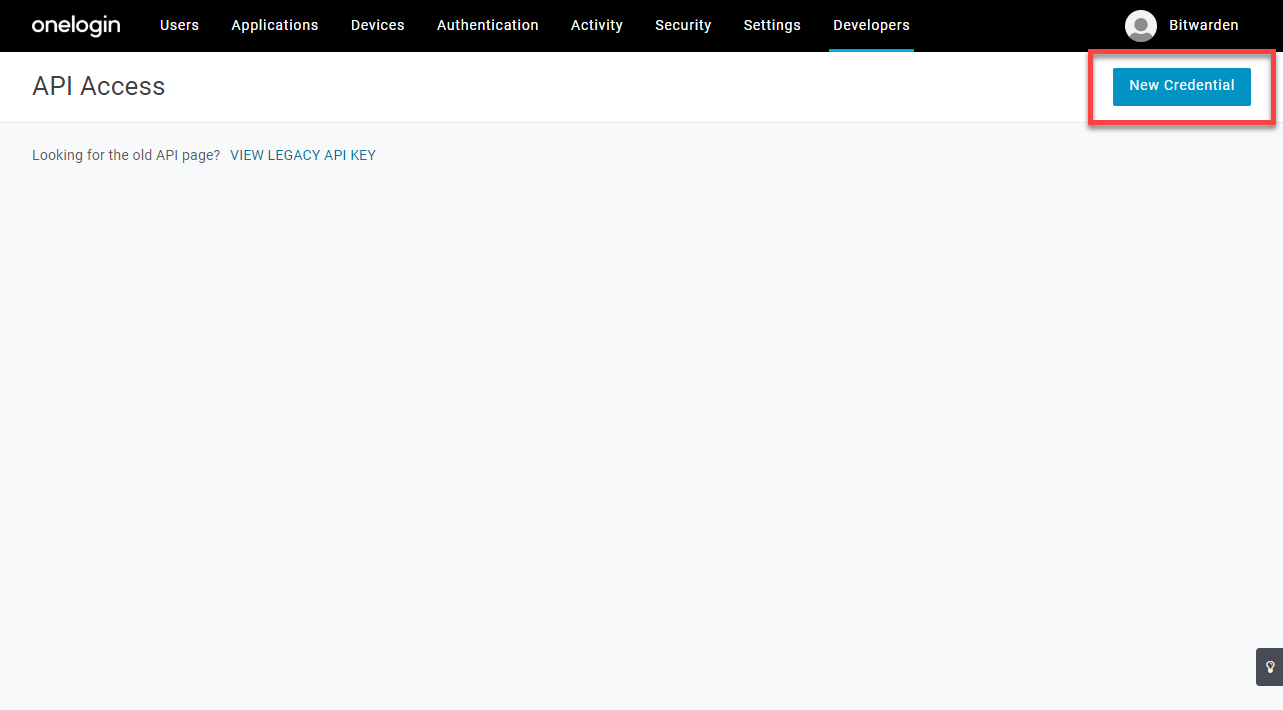 onelogin Users Applications Devices Authentication Activity Security Settings Developers Bitwarden
API Access New Credential
Looking for the old API page? VIEW LEGACY API KEY